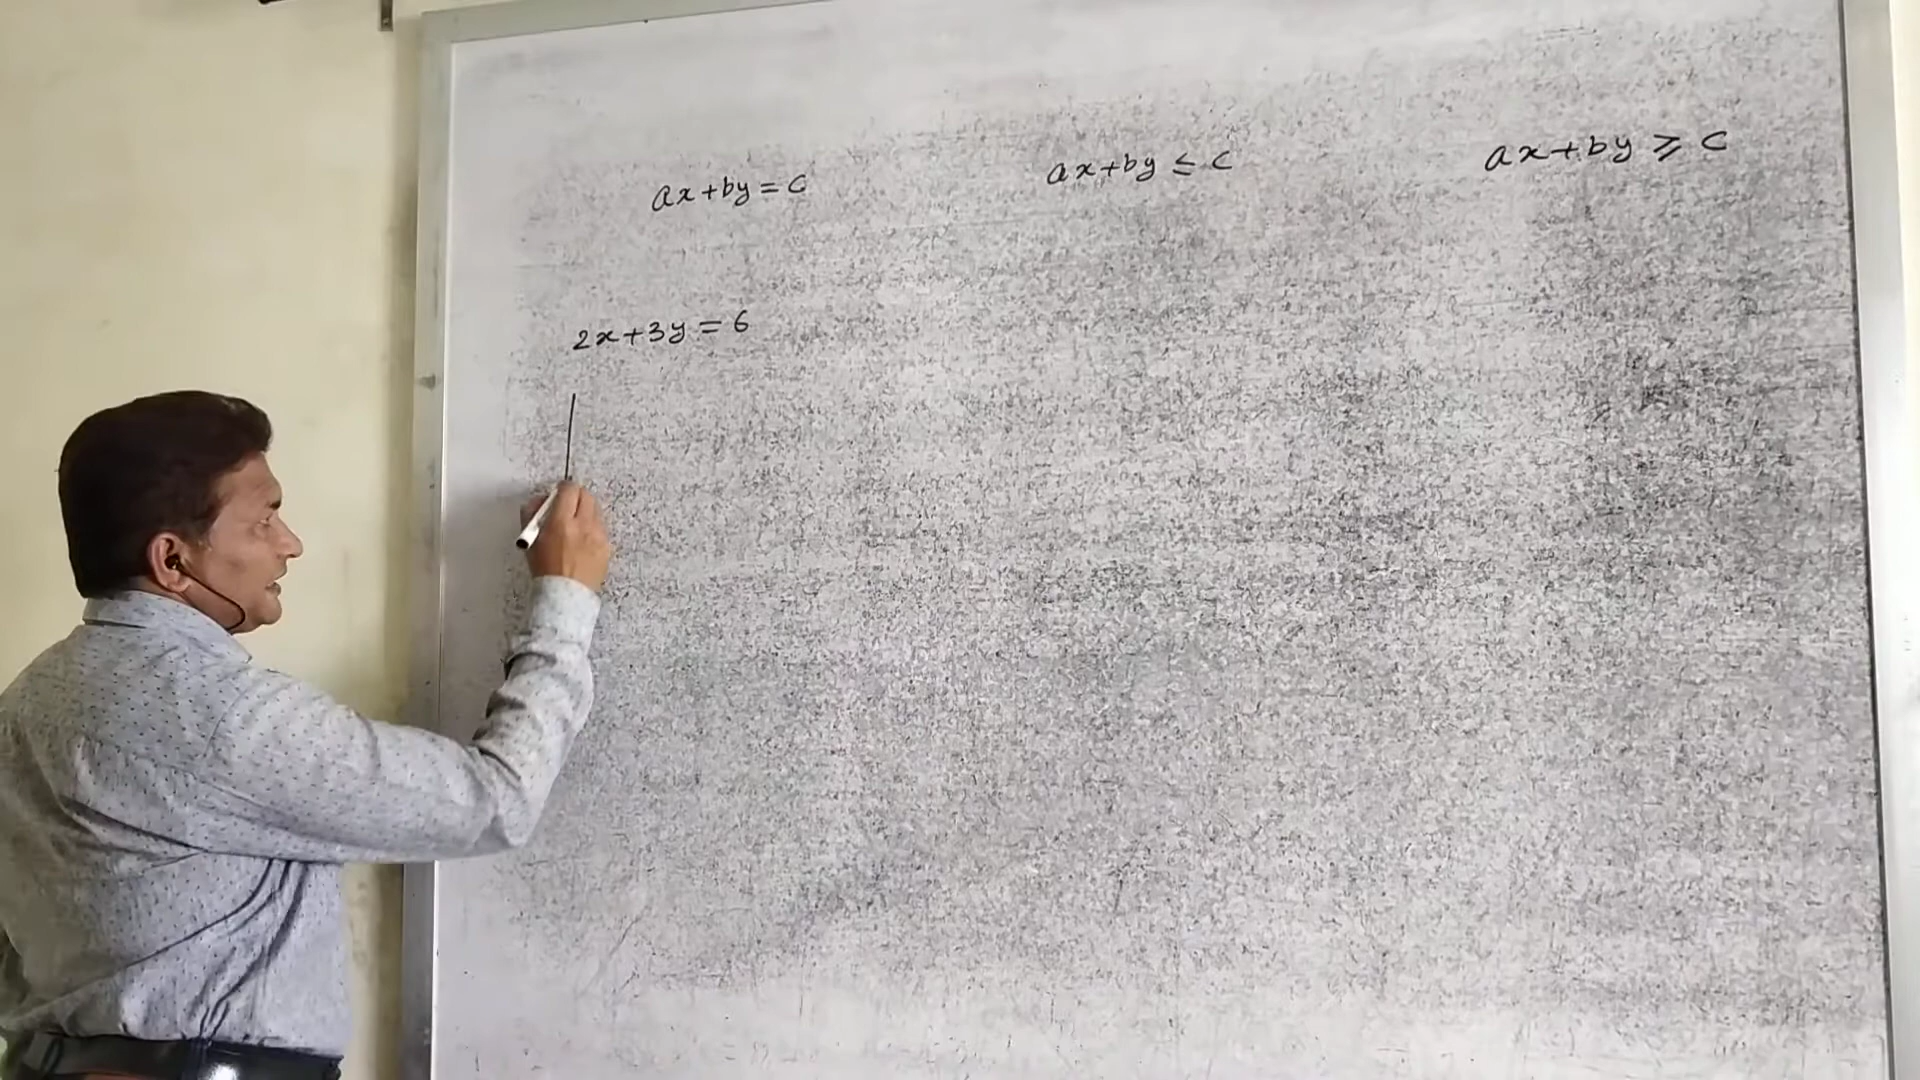 ax+by = c
ax+by ≤ c
ax+by ⩾ c
2x+3y = 6